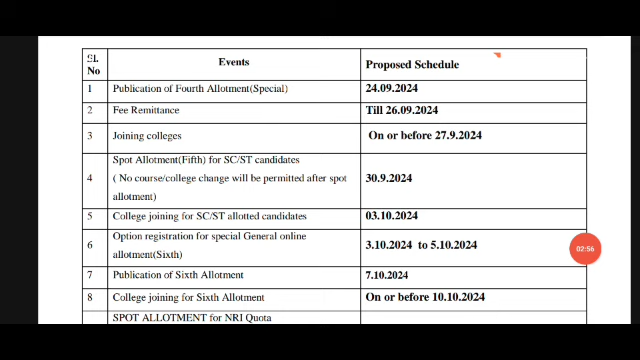 Sl. No Events Proposed Schedule
1 Publication of Fourth Allotment(Special) 24.09.2024
2 Fee Remittance Till 26.09.2024
3 Joining colleges On or before 27.9.2024
Spot Allotment(Fifth) for SC/ST candidates
4 ( No course/college change will be permitted after spot 30.9.2024
allotment)
5 College joining for SC/ST allotted candidates 03.10.2024
6 Option registration for special General online 3.10.2024 to 5.10.2024
allotment(Sixth)
7 Publication of Sixth Allotment 7.10.2024
8 College joining for Sixth Allotment On or before 10.10.2024
SPOT ALLOTMENT for NRI Quota
02:56